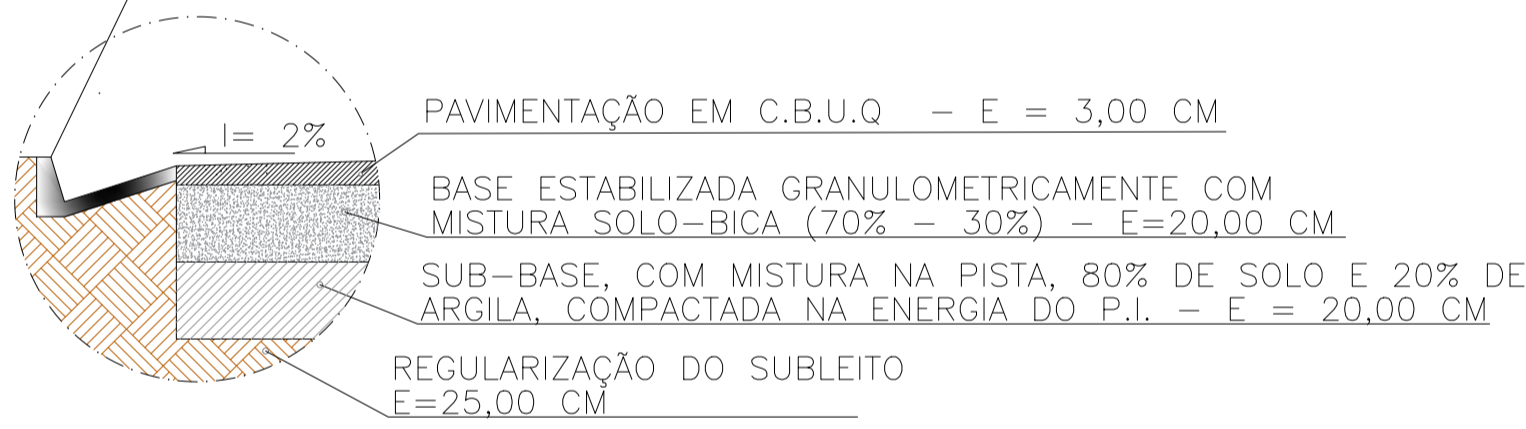 PAVIMENTAÇÃO EM C.B.U.Q – E = 3,00 CM
I= 2%
BASE ESTABILIZADA GRANULOMETRICAMENTE COM
MISTURA SOLO–BICA (70% – 30%) – E=20,00 CM
SUB–BASE, COM MISTURA NA PISTA, 80% DE SOLO E 20% DE
ARGILA, COMPACTADA NA ENERGIA DO P.I. – E = 20,00 CM
REGULARIZAÇÃO DO SUBLEITO
E=25,00 CM